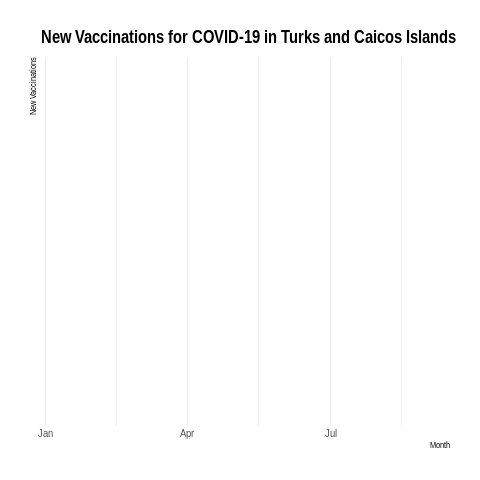 New Vaccinations for COVID-19 in Turks and Caicos Islands
New Vaccinations
Jan
Apr
Jul
Month